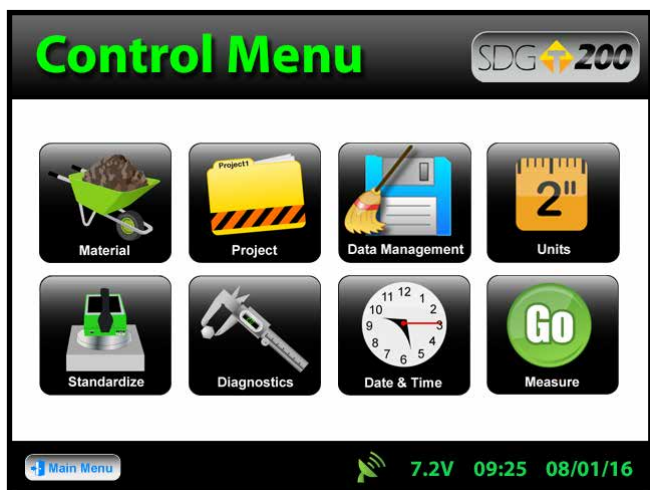 Control Menu
SDG T 200
Project1
2"
Material
Project
Data Management
Units
11 12 1
10 2
9 3
8 4
7 6 5
Go
Standardize
Diagnostics
Date & Time
Measure
Main Menu
7.2V 09:25 08/01/16